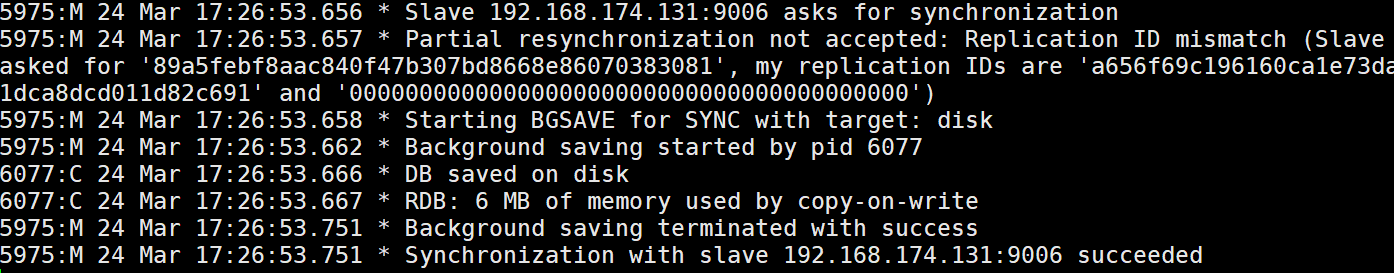 5975:M 24 Mar 17:26:53.656 * Slave 192.168.174.131:9006 asks for synchronization
5975:M 24 Mar 17:26:53.657 * Partial resynchronization not accepted: Replication ID mismatch (Slave
asked for '89a5febf8aac840f47b307bd8668e86070383081', my replication IDs are 'a656f69c196160ca1e73da
1dca8dcd011d82c691' and '0000000000000000000000000000000000000000')
5975:M 24 Mar 17:26:53.658 * Starting BGSAVE for SYNC with target: disk
5975:M 24 Mar 17:26:53.662 * Background saving started by pid 6077
6077:C 24 Mar 17:26:53.666 * DB saved on disk
6077:C 24 Mar 17:26:53.667 * RDB: 6 MB of memory used by copy-on-write
5975:M 24 Mar 17:26:53.751 * Background saving terminated with success
5975:M 24 Mar 17:26:53.751 * Synchronization with slave 192.168.174.131:9006 succeeded